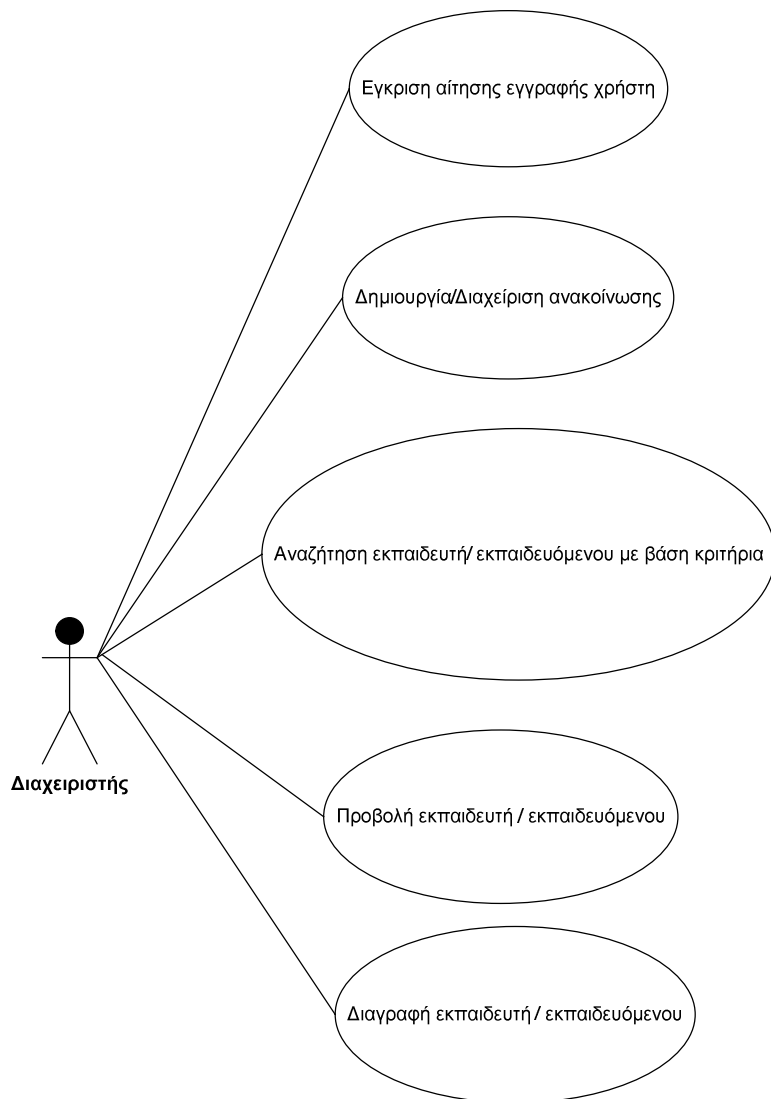 Εγκριση αίτησης εγγραφής χρήστη
Δημιουργία/Διαχείριση ανακοίνωσης
Αναζήτηση εκπαιδευτή/ εκπαιδευόμενου με βάση κριτήρια
Διαχειριστής
Προβολή εκπαιδευτή / εκπαιδευόμενου
Διαγραφή εκπαιδευτή / εκπαιδευόμενου